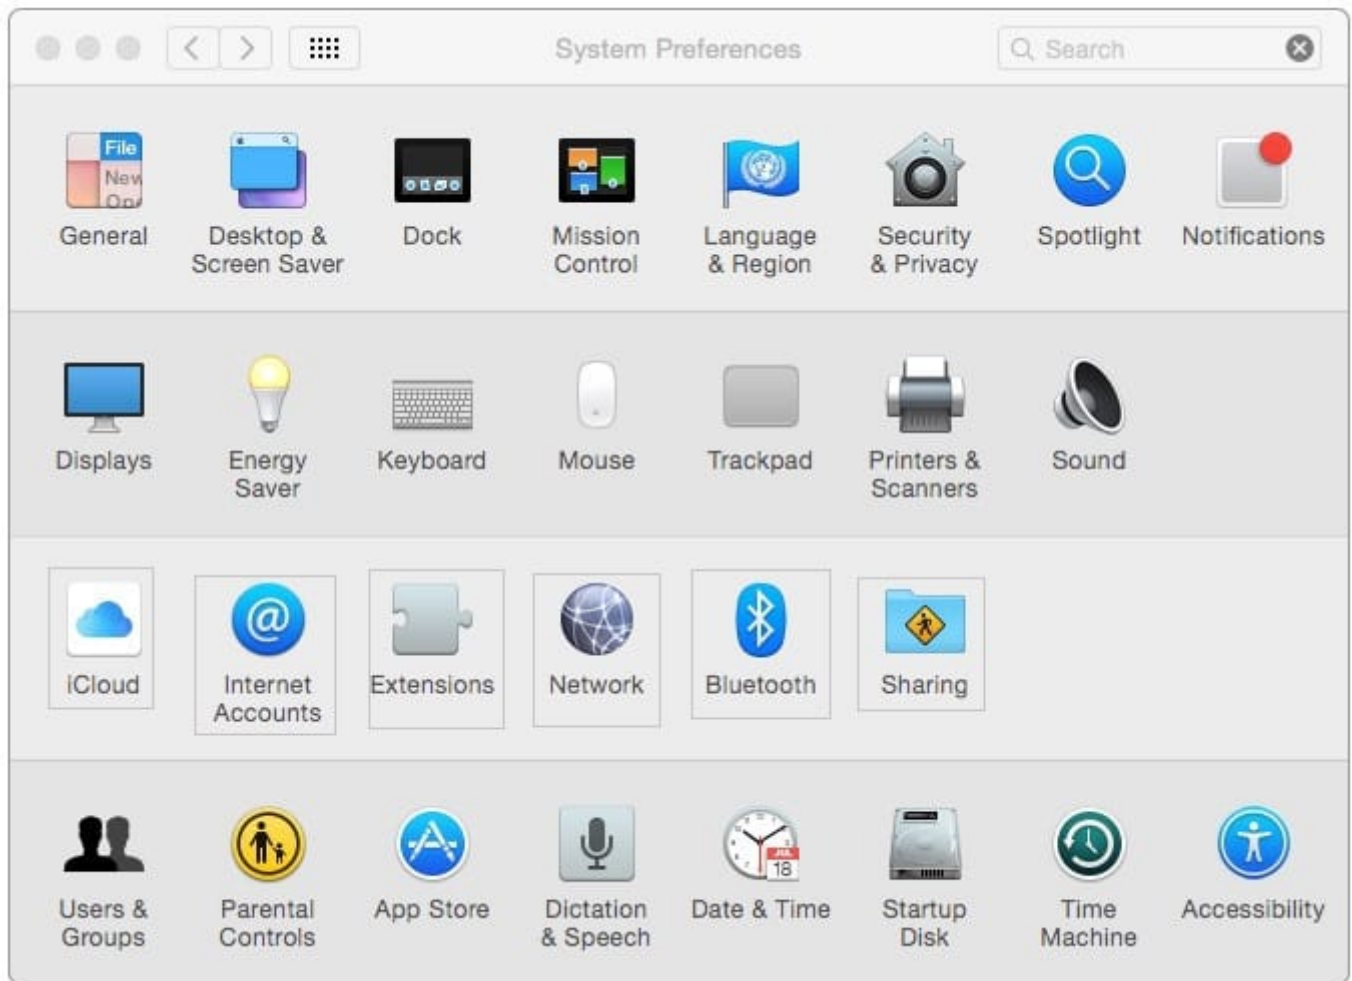 System Preferences
Search
File
New
General
Desktop &
Screen Saver
Dock
Mission
Control
Language
& Region
Security
& Privacy
Spotlight
Notifications
Displays
Energy
Saver
Keyboard
Mouse
Trackpad
Printers &
Scanners
Sound
@
iCloud
Internet
Accounts
Extensions
Network
Bluetooth
Sharing
JUL
18
Users &
Groups
Parental
Controls
App Store
Dictation
& Speech
Date & Time
Startup
Disk
Time
Machine
Accessibility